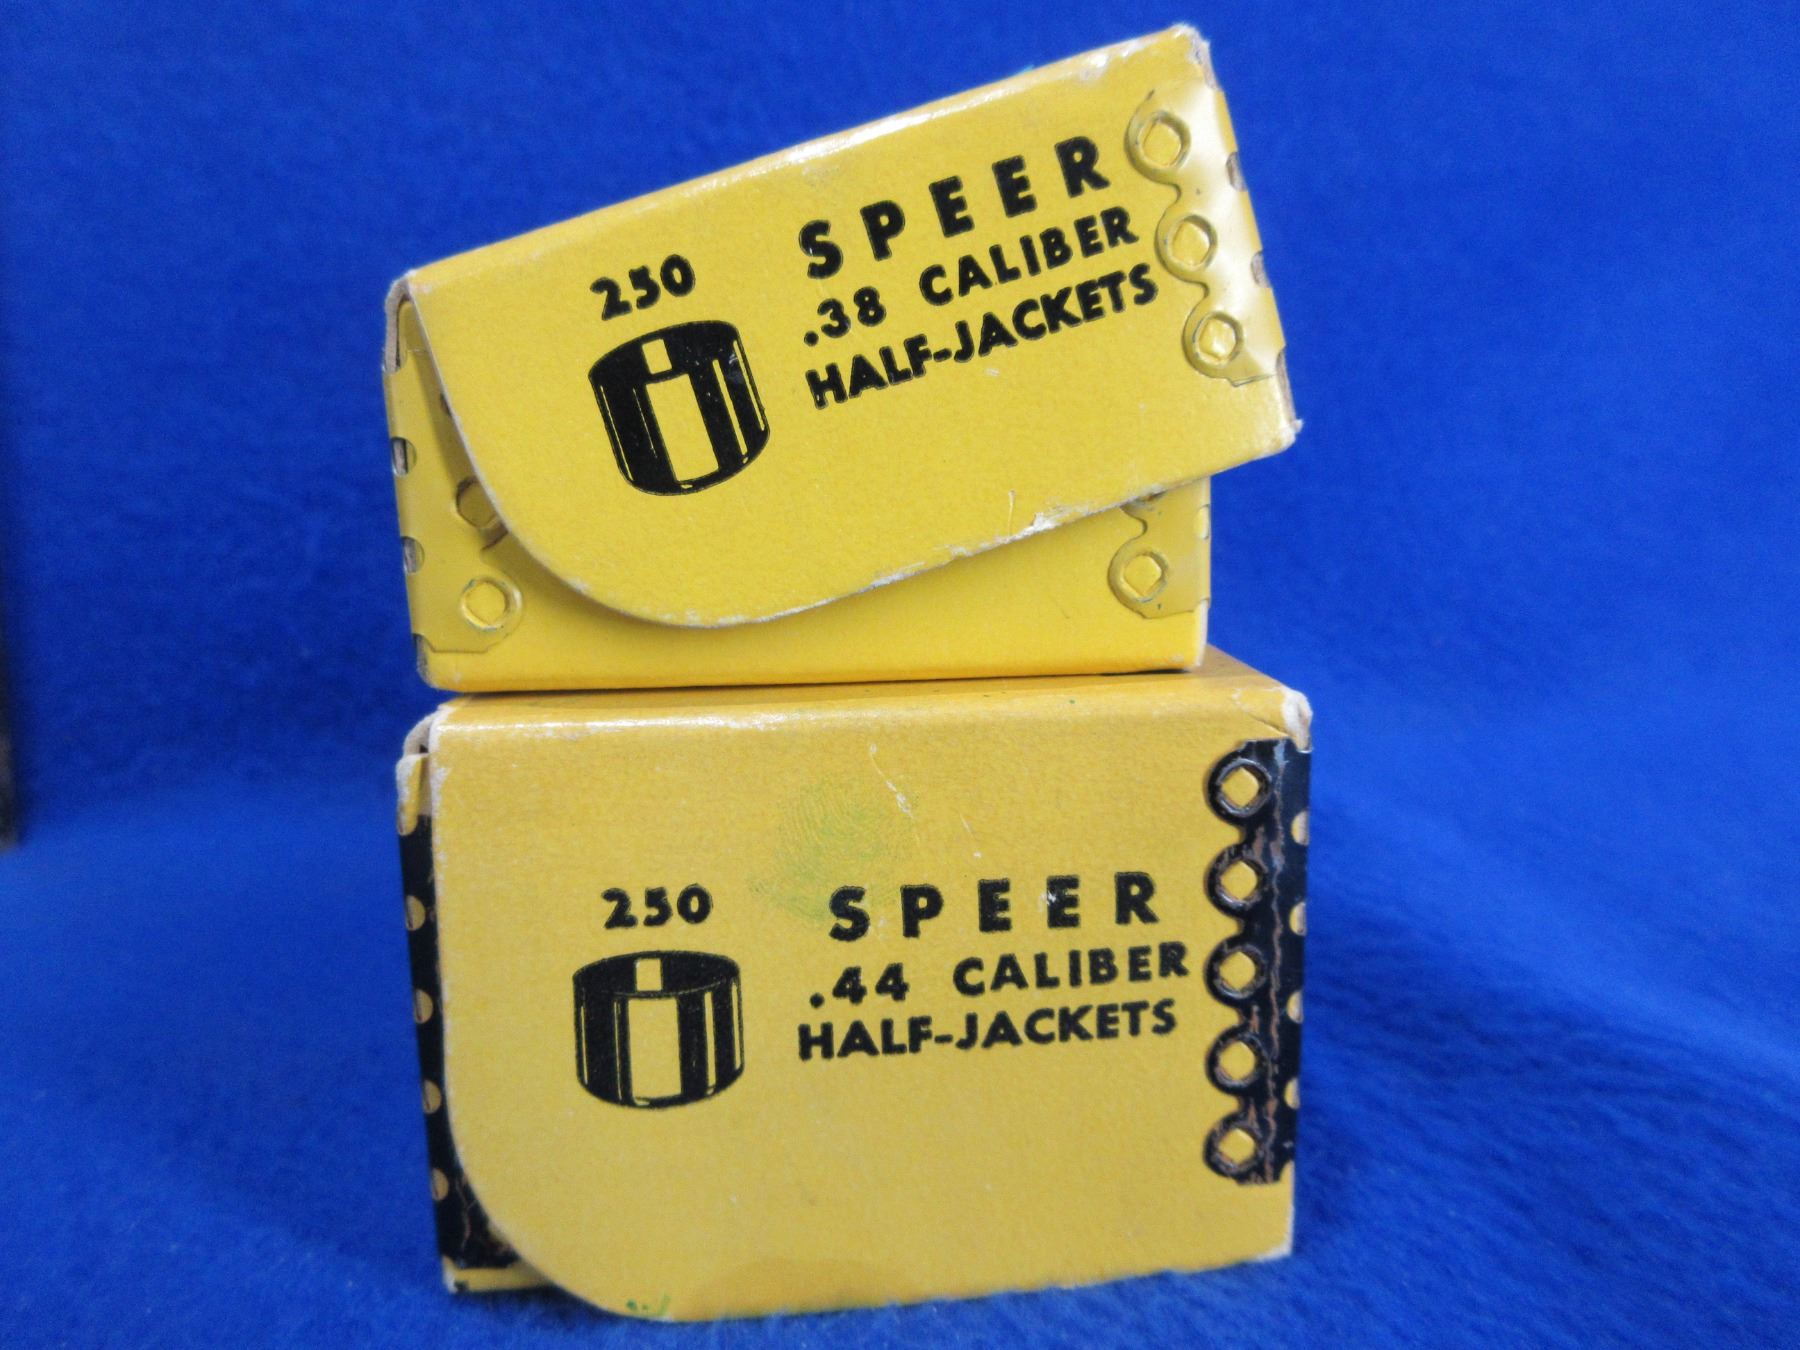 250
SPEER
.38 CALIBER
HALF-JACKETS
250
SPEER
.44 CALIBER
HALF-JACKETS